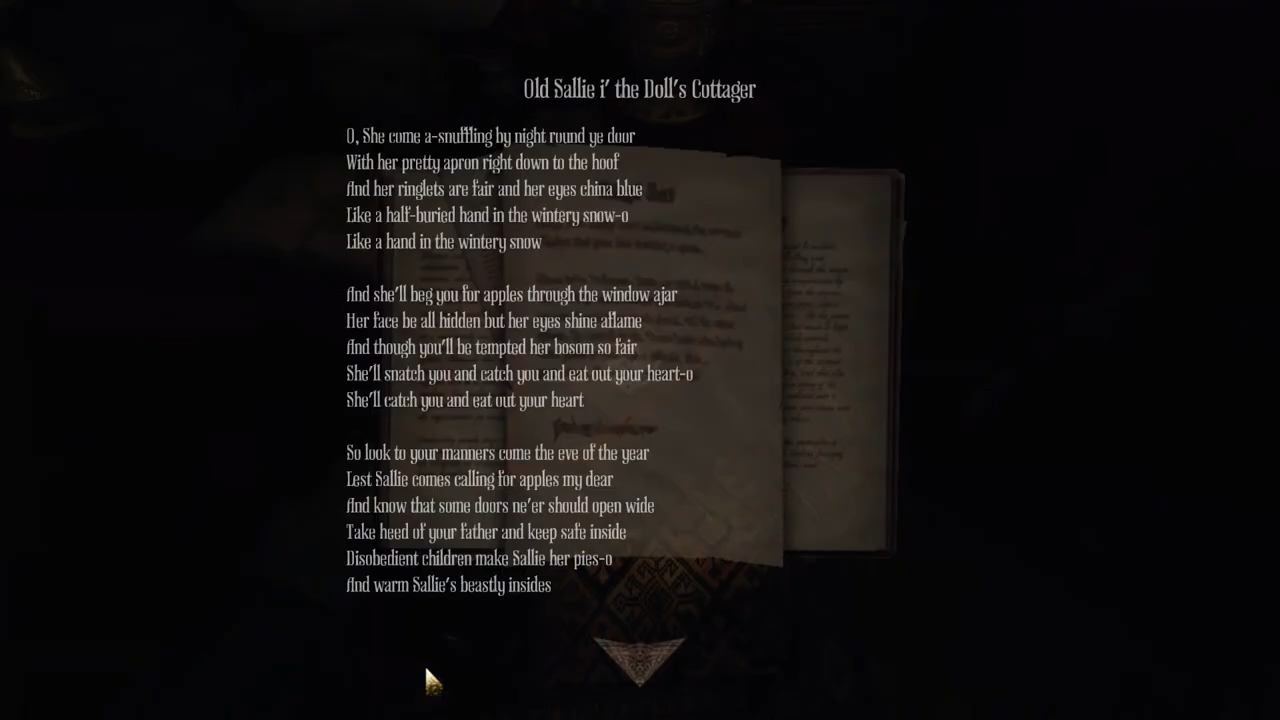 Old Sallie i' the Doll's Cottager
O, She come a-snuffling by night round ye door
With her pretty apron right down to the hoof
And her ringlets are fair and her eyes china blue
Like a half-buried hand in the wintery snow-o
Like a hand in the wintery snow
And she'll beg you for apples through the window ajar
Her face be all hidden but her eyes shine aflame
And though you'll be tempted her bosom so fair
She'll snatch you and catch you and eat out your heart-o
She'll catch you and eat out your heart
So look to your manners come the eve of the year
Lest Sallie comes calling for apples my dear
And know that some doors ne'er should open wide
Take heed of your father and keep safe inside
Disobedient children make Sallie her pies-o
And warm Sallie's beastly insides